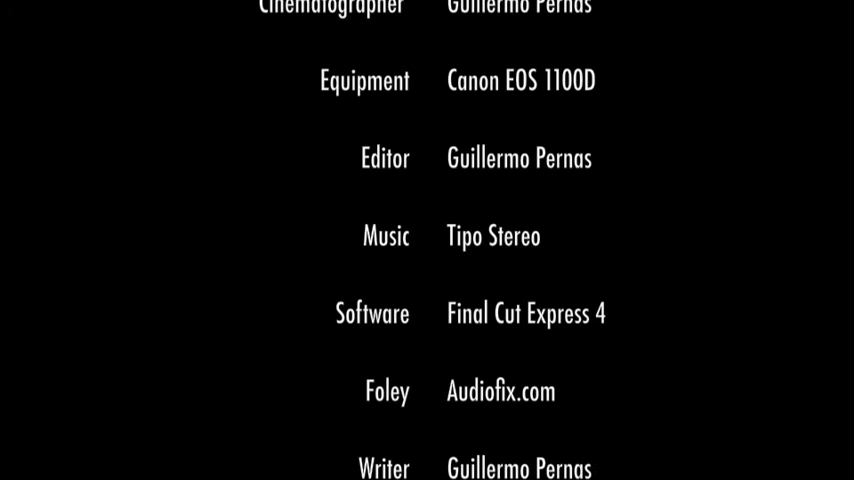 Cinematographer Guillermo Pernas
Equipment Canon EOS 1100D
Editor Guillermo Pernas
Music Tipo Stereo
Software Final Cut Express 4
Foley Audiofix.com
Writer Guillermo Pernas